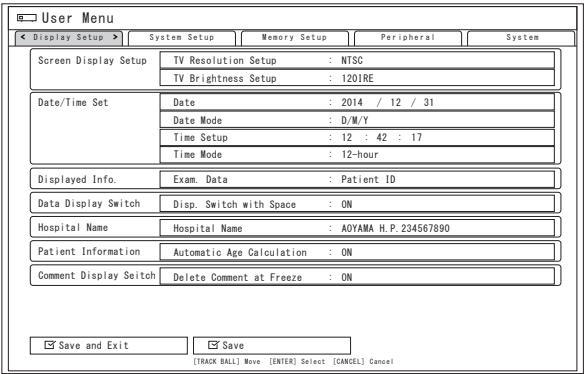 User Menu
< Display Setup > System Setup Memory Setup Peripheral System
Screen Display Setup TV Resolution Setup : NTSC
TV Brightness Setup : 120IRE
Date/Time Set Date : 2014 / 12 / 31
Date Mode : D/M/Y
Time Setup : 12 : 42 : 17
Time Mode : 12-hour
Displayed Info. Exam. Data : Patient ID
Data Display Switch Disp. Switch with Space : ON
Hospital Name Hospital Name : AOYAMA H.P.234567890
Patient Information Automatic Age Calculation : ON
Comment Display Seitch Delete Comment at Freeze : ON
Save and Exit Save
[TRACK BALL] Move [ENTER] Select [CANCEL] Cancel